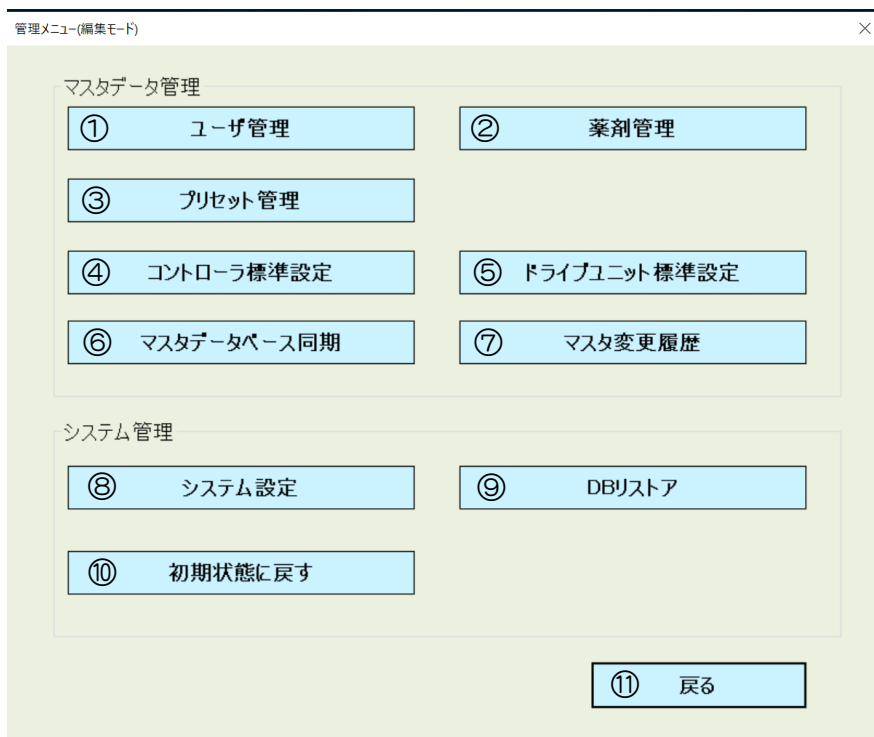 管理メニュー(編集モード)
マスタデータ管理
① ユーザ管理
② 薬剤管理
③ プリセット管理
④ コントローラ標準設定
⑤ ドライブユニット標準設定
⑥ マスタデータベース同期
⑦ マスタ変更履歴
システム管理
⑧ システム設定
⑨ DBリストア
⑩ 初期状態に戻す
⑪ 戻る